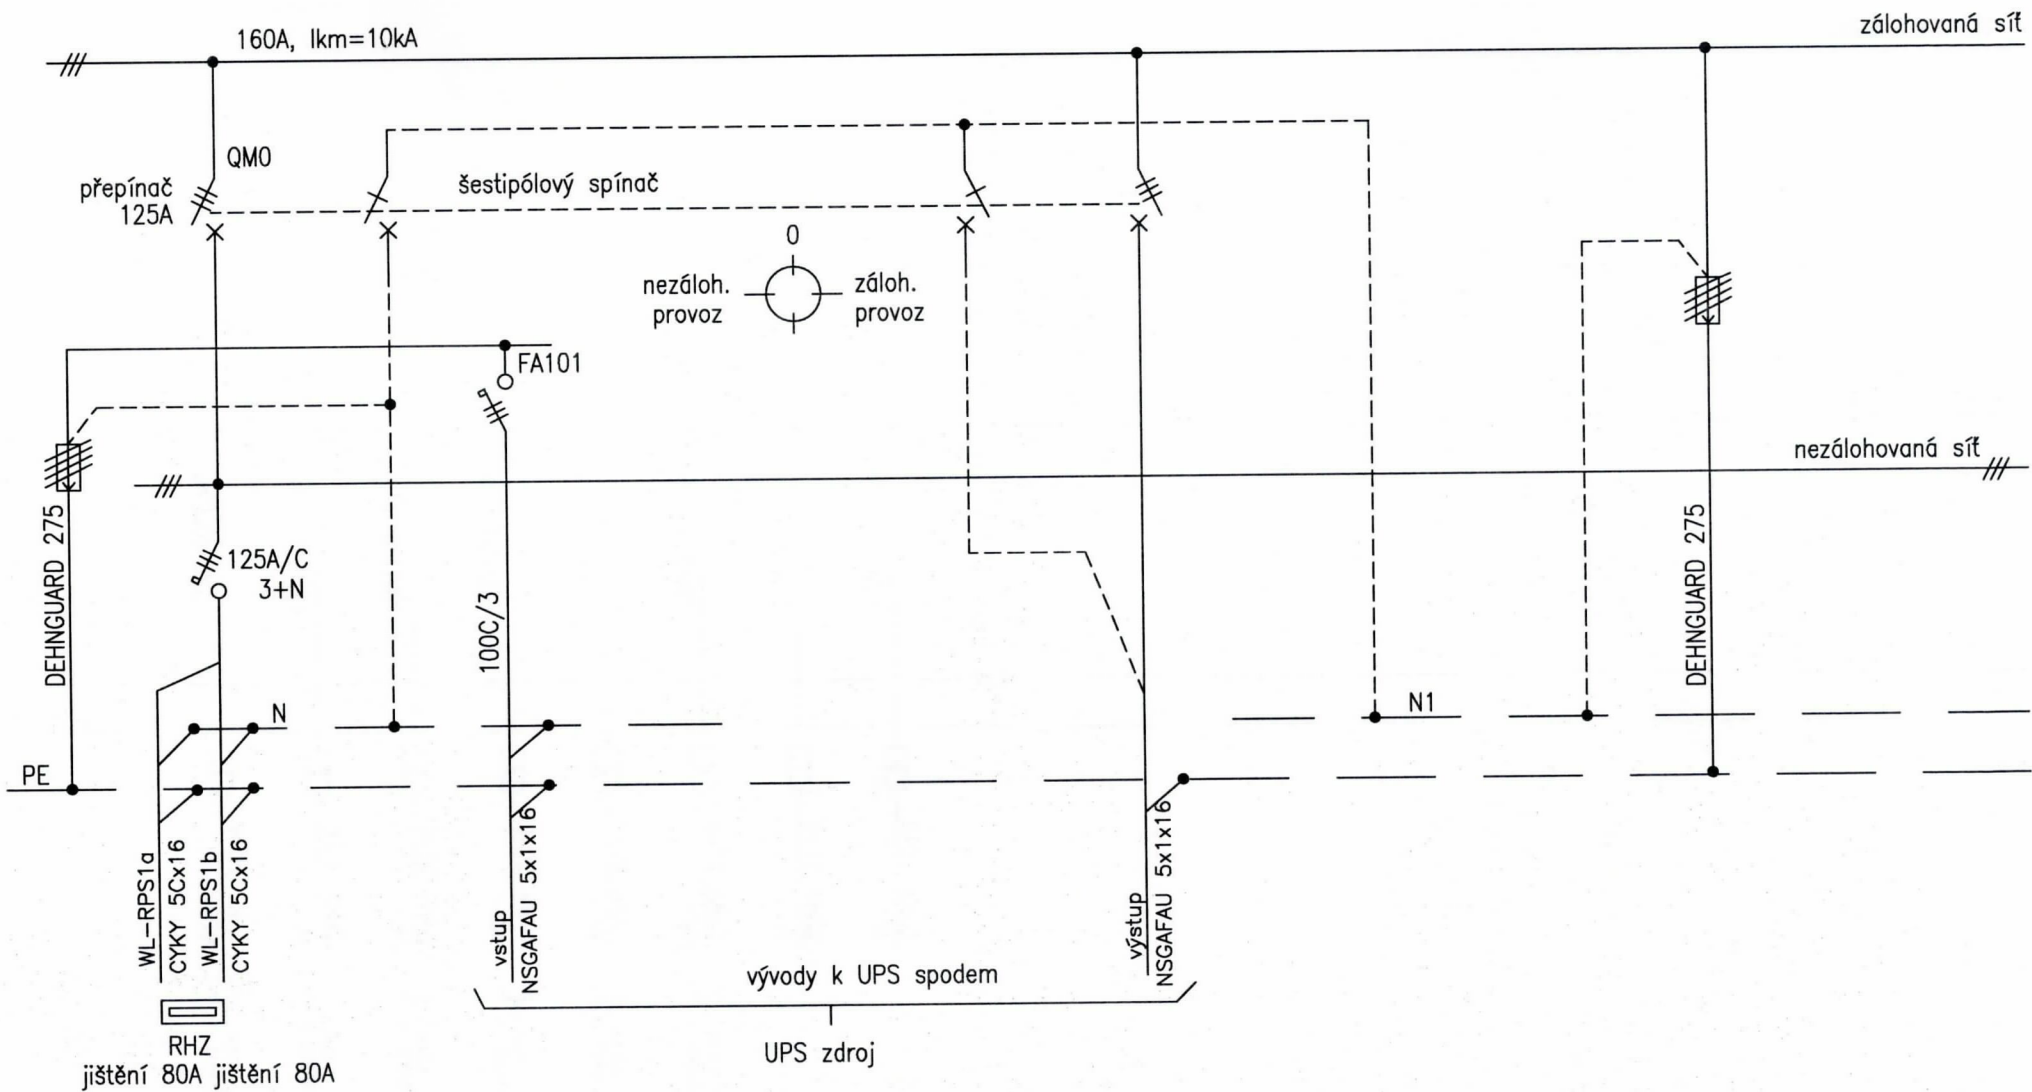 160A, Ikm=10kA
zálohovaná síť
QM0
přepínač
125A
šestipólový spínač
0
nezáloh.
provoz
záloh.
provoz
FA101
nezálohovaná síť
DEHNGUARD 275
125A/C
3+N
100C/3
DEHNGUARD 275
N
N1
PE
WL-RPS1a
CYKY 5Cx16
WL-RPS1b
CYKY 5Cx16
vstup
NSGAFAU 5x1x16
výstup
NSGAFAU 5x1x16
vývody k UPS spodem
UPS zdroj
RHZ
jištění 80A jištění 80A